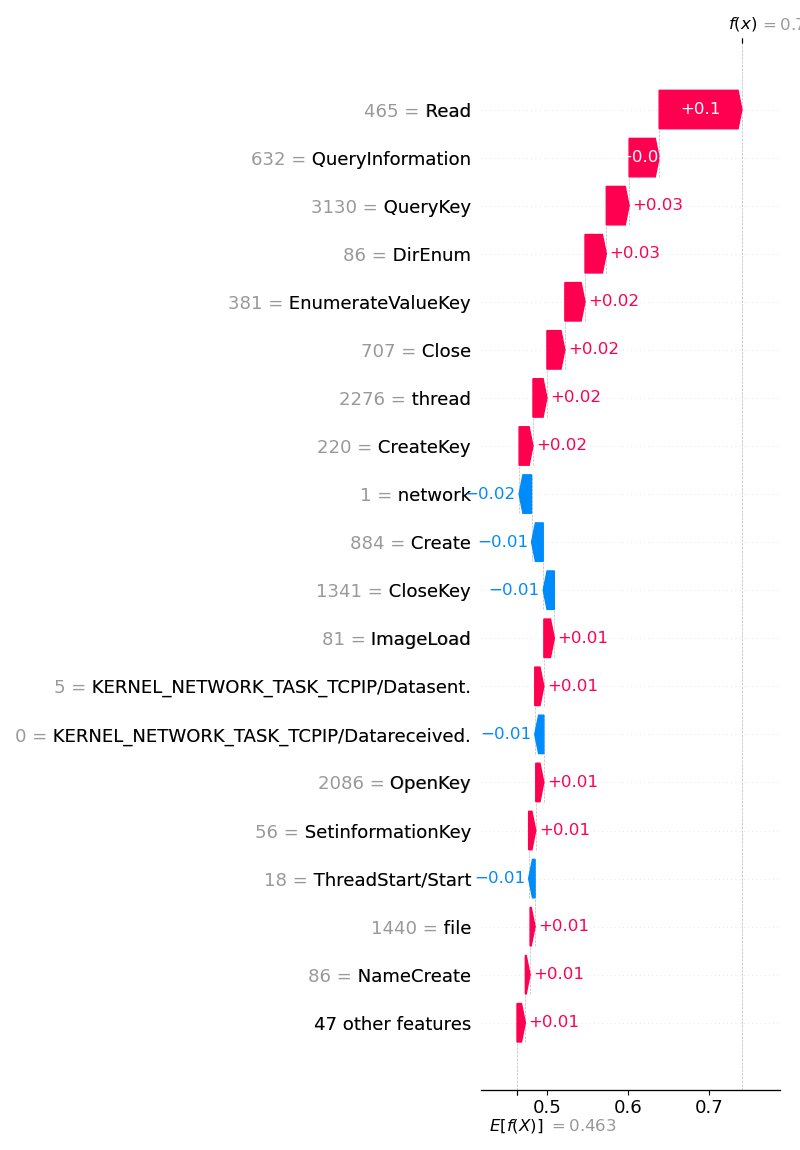 f(x) = 0.7
465 = Read +0.1
632 = QueryInformation
3130 = QueryKey +0.03
86 = DirEnum +0.03
381 = EnumerateValueKey +0.02
707 = Close +0.02
2276 = thread +0.02
220 = CreateKey +0.02
1 = network −0.02
884 = Create −0.01
1341 = CloseKey −0.01
81 = ImageLoad +0.01
5 = KERNEL_NETWORK_TASK_TCPIP/Datasent. +0.01
0 = KERNEL_NETWORK_TASK_TCPIP/Datareceived. −0.01
2086 = OpenKey +0.01
56 = SetinformationKey +0.01
18 = ThreadStart/Start −0.01
1440 = file +0.01
86 = NameCreate +0.01
47 other features +0.01
0.5 0.6 0.7
E[f(X)] = 0.463